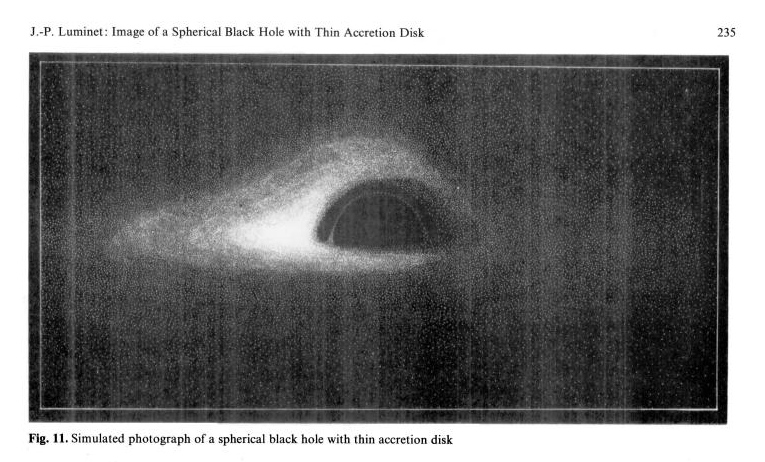 J.-P. Luminet: Image of a Spherical Black Hole with Thin Accretion Disk 235
Fig. 11. Simulated photograph of a spherical black hole with thin accretion disk